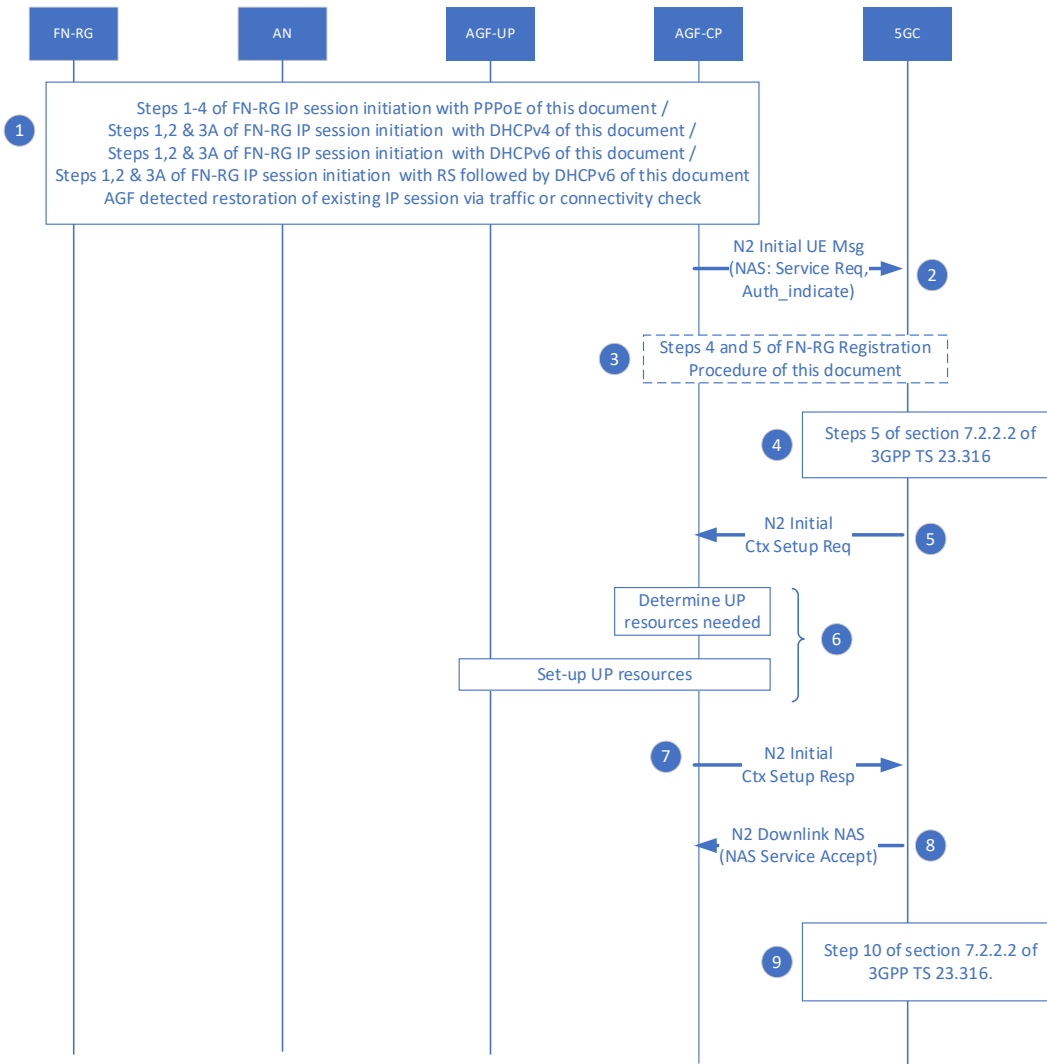 FN-RG
AN
AGF-UP
AGF-CP
5GC
1
Steps 1-4 of FN-RG IP session initiation with PPPoE of this document /
Steps 1,2 & 3A of FN-RG IP session initiation with DHCPv4 of this document /
Steps 1,2 & 3A of FN-RG IP session initiation with DHCPv6 of this document /
Steps 1,2 & 3A of FN-RG IP session initiation with RS followed by DHCPv6 of this document
AGF detected restoration of existing IP session via traffic or connectivity check
N2 Initial UE Msg
(NAS: Service Req,
Auth_indicate)
2
3
Steps 4 and 5 of FN-RG Registration
Procedure of this document
4
Steps 5 of section 7.2.2.2 of
3GPP TS 23.316
N2 Initial
Ctx Setup Req
5
Determine UP
resources needed
6
Set-up UP resources
7
N2 Initial
Ctx Setup Resp
N2 Downlink NAS
(NAS Service Accept)
8
9
Step 10 of section 7.2.2.2 of
3GPP TS 23.316.